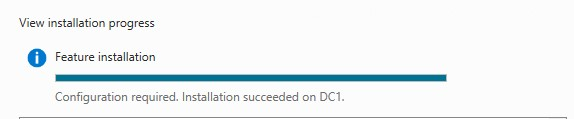 View installation progress
Feature installation
Configuration required. Installation succeeded on DC1.